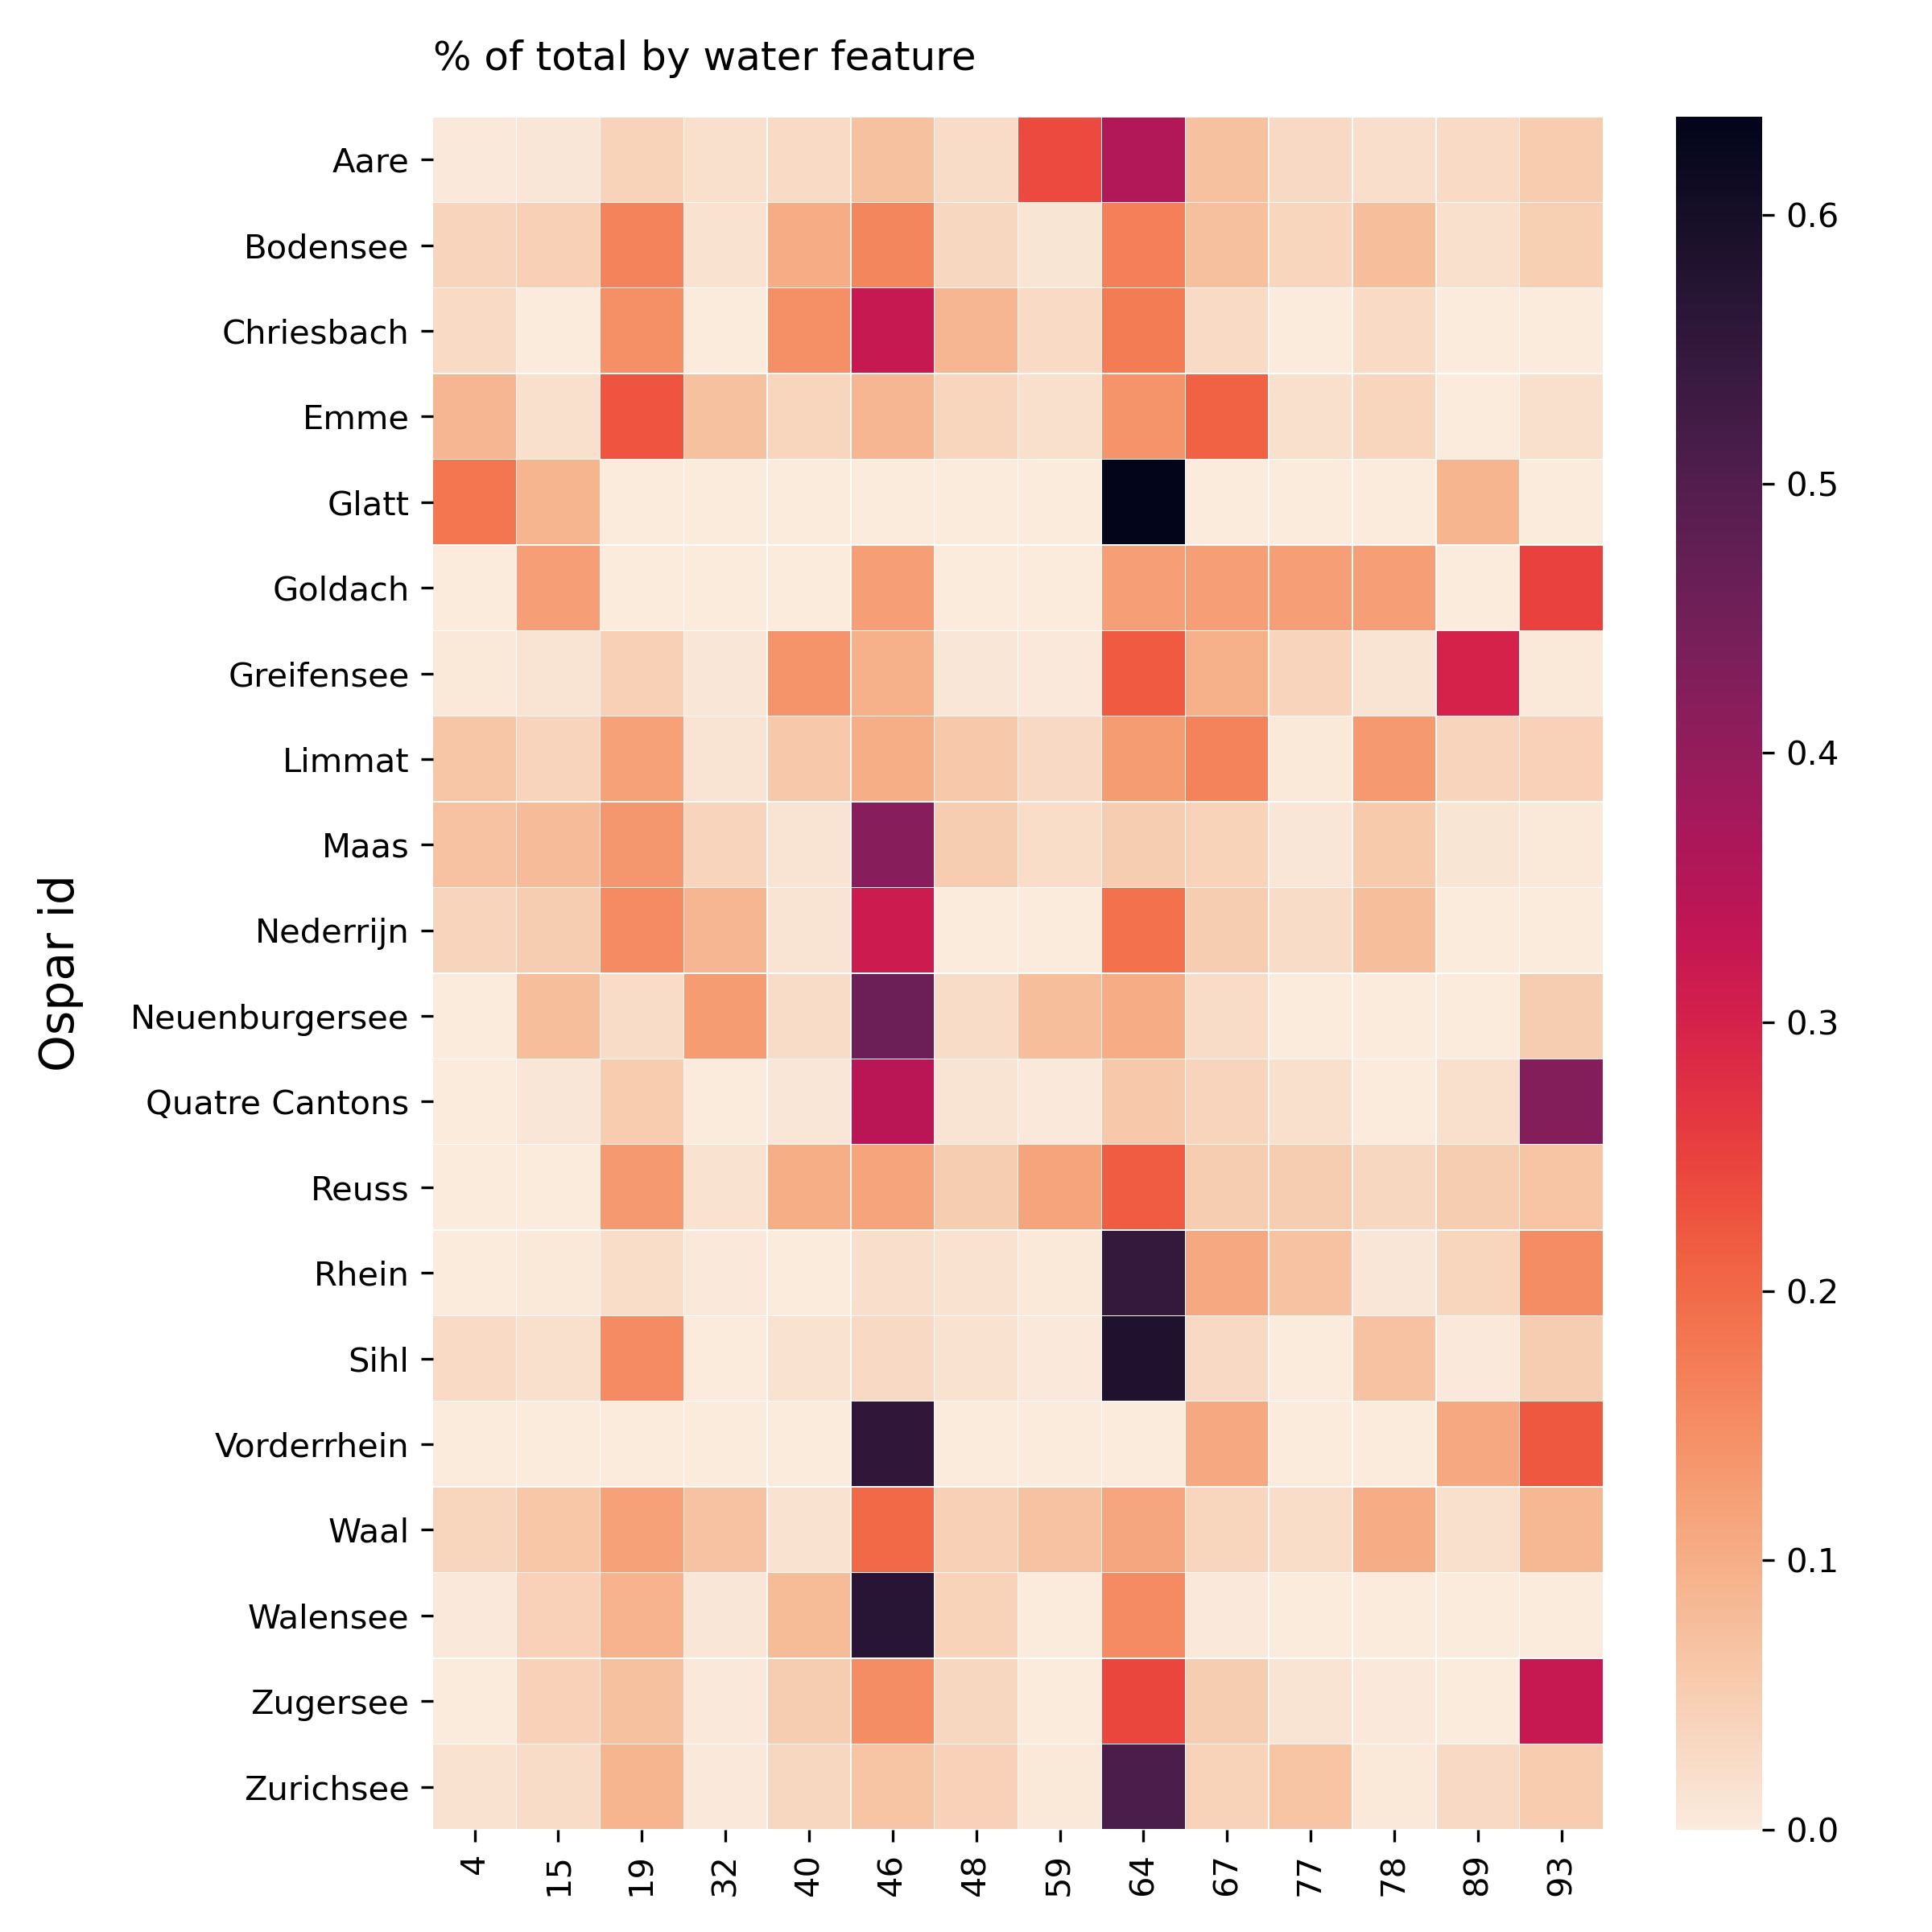 % of total by water feature
Aare
Bodensee
Chriesbach
Emme
Glatt
Goldach
Greifensee
Limmat
Maas
Nederrijn
Neuenburgersee
Quatre Cantons
Reuss
Rhein
Sihl
Vorderrhein
Waal
Walensee
Zugersee
Zurichsee
Ospar id
4 15 19 32 40 46 48 59 64 67 77 78 89 93
0.6
0.5
0.4
0.3
0.2
0.1
0.0